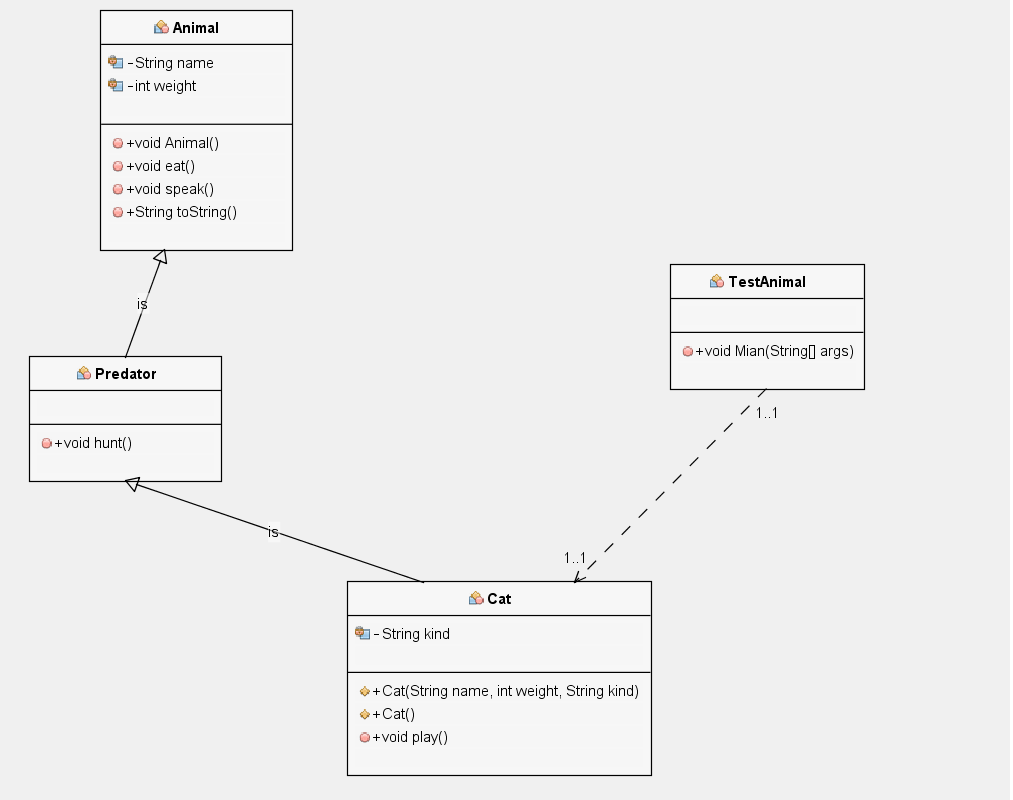 Animal
-String name
-int weight
+void Animal()
+void eat()
+void speak()
+String toString()
is
Predator
+void hunt()
is
TestAnimal
+void Mian(String[] args)
1..1
1..1
Cat
-String kind
+Cat(String name, int weight, String kind)
+Cat()
+void play()